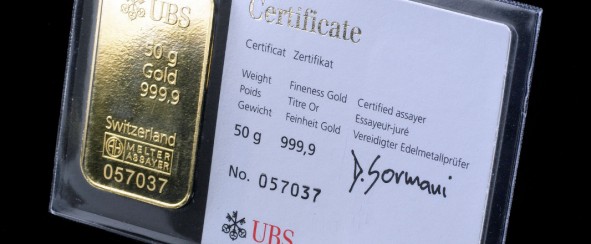 UBS
50 g
Gold
999,9
Switzerland
MELTER
ASSAYER
057037
Certificate
Certificat Zertifikat
Weight Fineness Gold Certified assayer
Poids Titre Or Essayeur-juré
Gewicht Feinheit Gold Vereidigter Edelmetallprüfer
50 g 999,9
D. Sormani
No. 057037
UBS